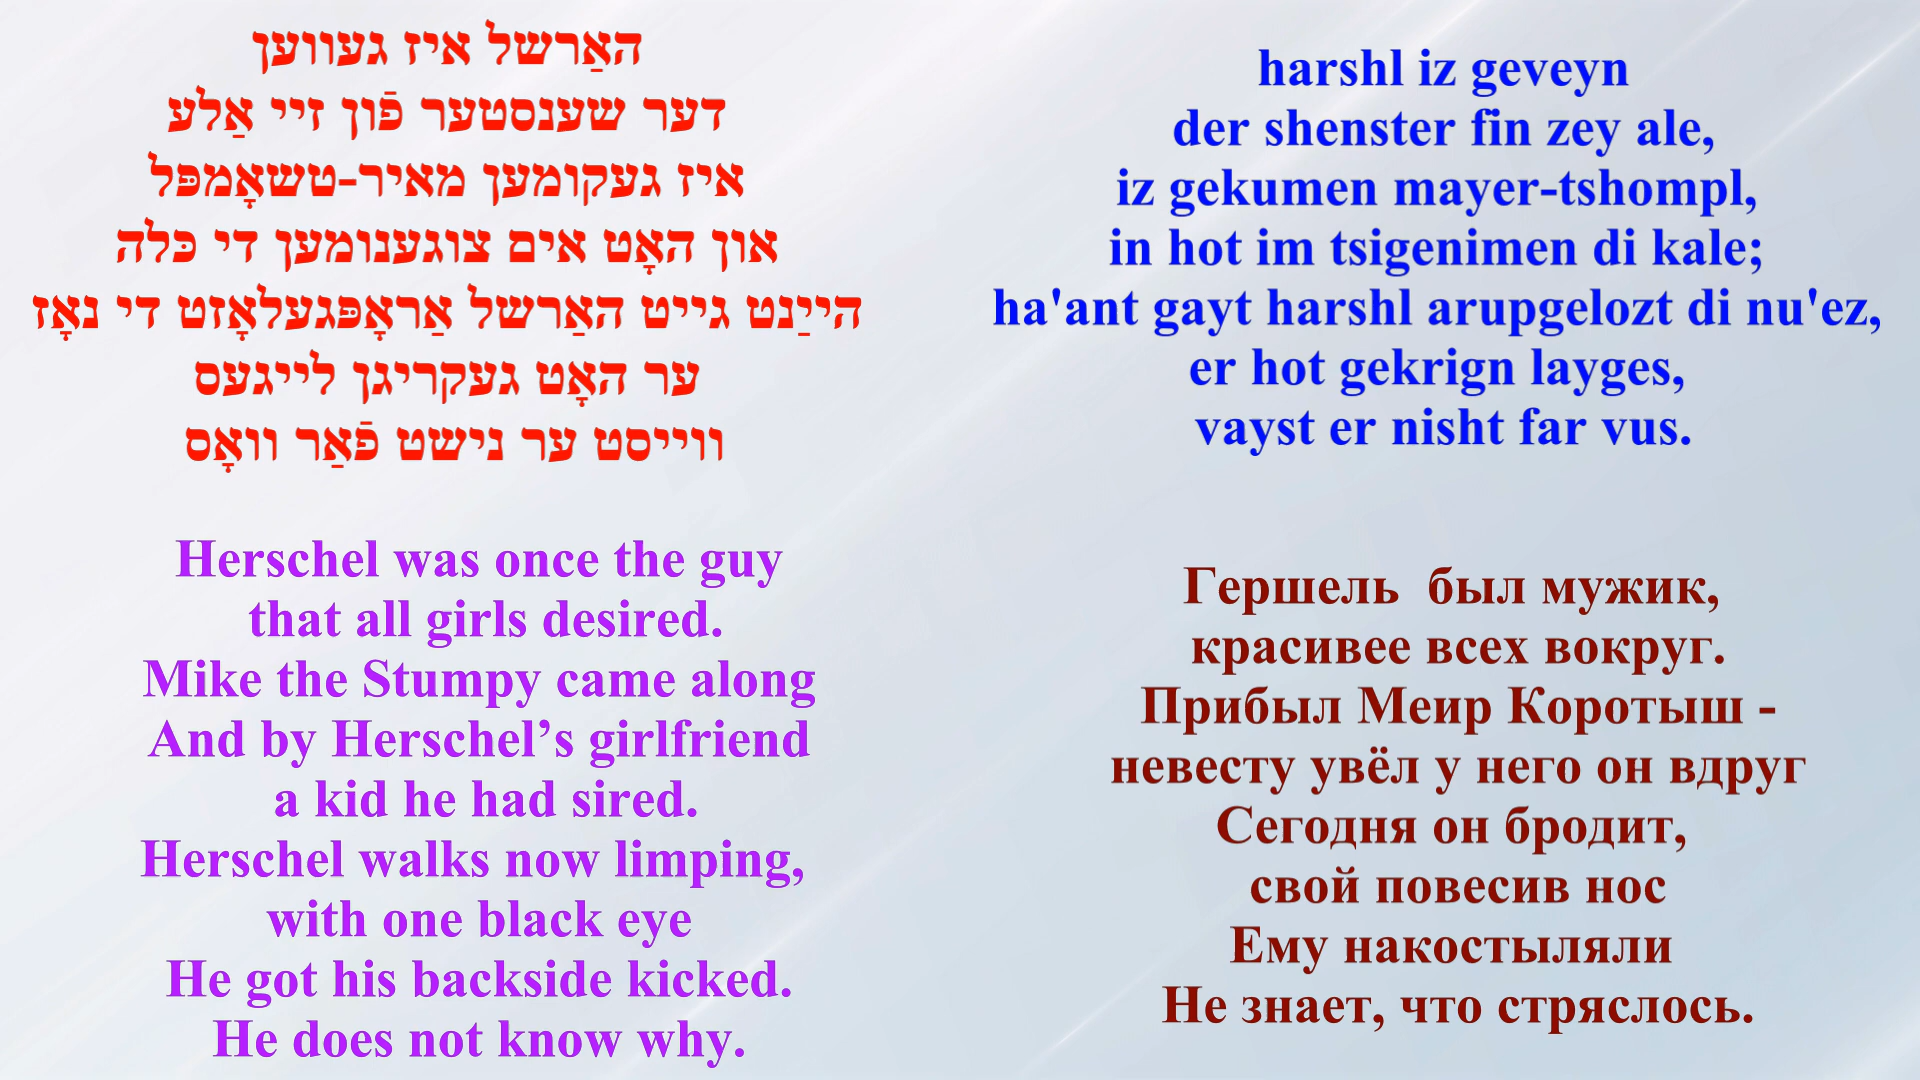 האַרשל איז געווען
דער שענסטער פֿון זיי אַלע
איז געקומען מאיר-טשאָמפּל
און האָט אים צוגענומען די כּלה
הײַנט גייט האַרשל אַראָפּגעלאָזט די נאָז
ער האָט געקריגן לייגעס
ווייסט ער נישט פֿאַר וואָס
harshl iz geveyn
der shenster fin zey ale,
iz gekumen mayer-tshompl,
in hot im tsigenimen di kale;
ha'ant gayt harshl arupgelozt di nu'ez,
er hot gekrign layges,
vayst er nisht far vus.
Herschel was once the guy
that all girls desired.
Mike the Stumpy came along
And by Herschel’s girlfriend
a kid he had sired.
Herschel walks now limping,
with one black eye
He got his backside kicked.
He does not know why.
Гершель был мужик,
красивее всех вокруг.
Прибыл Меир Коротыш -
невесту увёл у него он вдруг
Сегодня он бродит,
свой повесив нос
Ему накостыляли
Не знает, что стряслось.